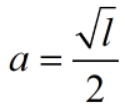 a = √l / 2